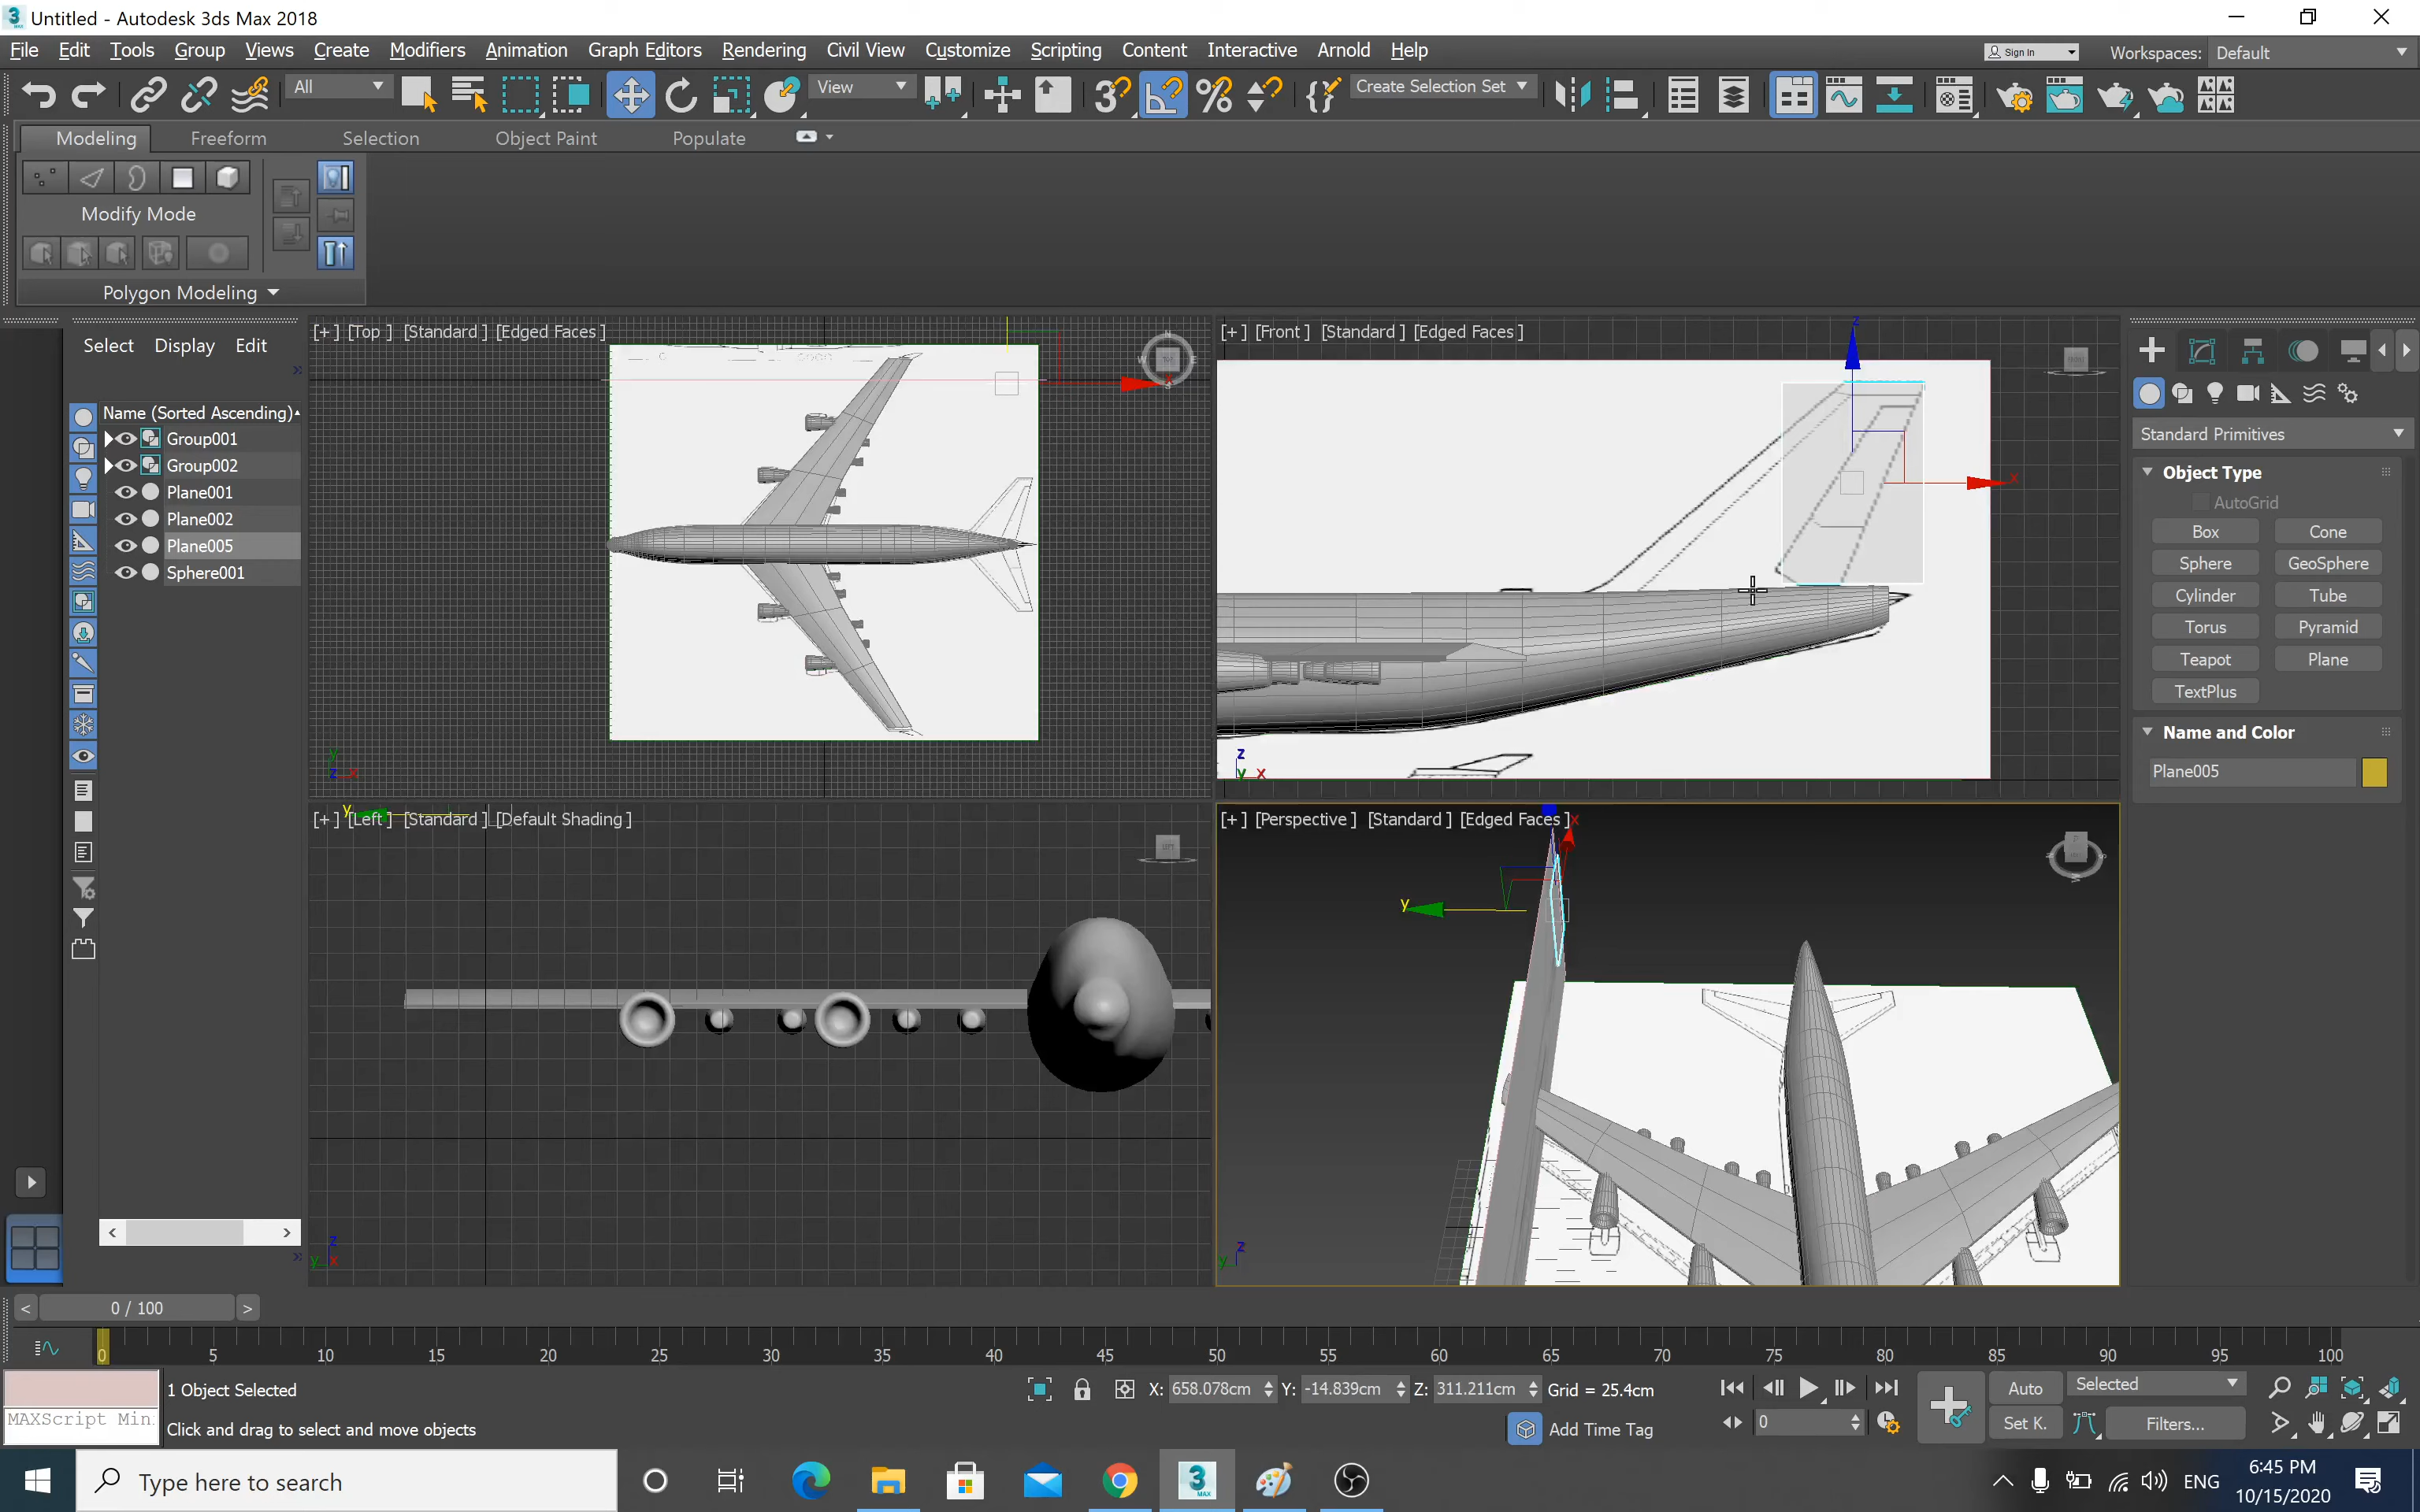 Untitled - Autodesk 3ds Max 2018
File Edit Tools Group Views Create Modifiers Animation Graph Editors Rendering Civil View Customize Scripting Content Interactive Arnold Help
Sign In
Workspaces: Default
All
View
Create Selection Set
Modeling Freeform Selection Object Paint Populate
Modify Mode
Polygon Modeling
Select Display Edit
Name (Sorted Ascending)
Group001
Group002
Plane001
Plane002
Plane005
Sphere001
[+] [Top] [Standard] [Edged Faces]
[+] [Front] [Standard] [Edged Faces]
[+] [Left] [Standard] [Default Shading]
[+] [Perspective] [Standard] [Edged Faces]
Standard Primitives
Object Type
AutoGrid
Box Cone
Sphere GeoSphere
Cylinder Tube
Torus Pyramid
Teapot Plane
TextPlus
Name and Color
Plane005
0 / 100
0 5 10 15 20 25 30 35 40 45 50 55 60 65 70 75 80 85 90 95 100
1 Object Selected
MAXScript Min
Click and drag to select and move objects
X: 658.078cm Y: -14.839cm Z: 311.211cm Grid = 25.4cm
Add Time Tag
0
Auto Selected
Set K. Filters...
Type here to search
ENG
6:45 PM
10/15/2020